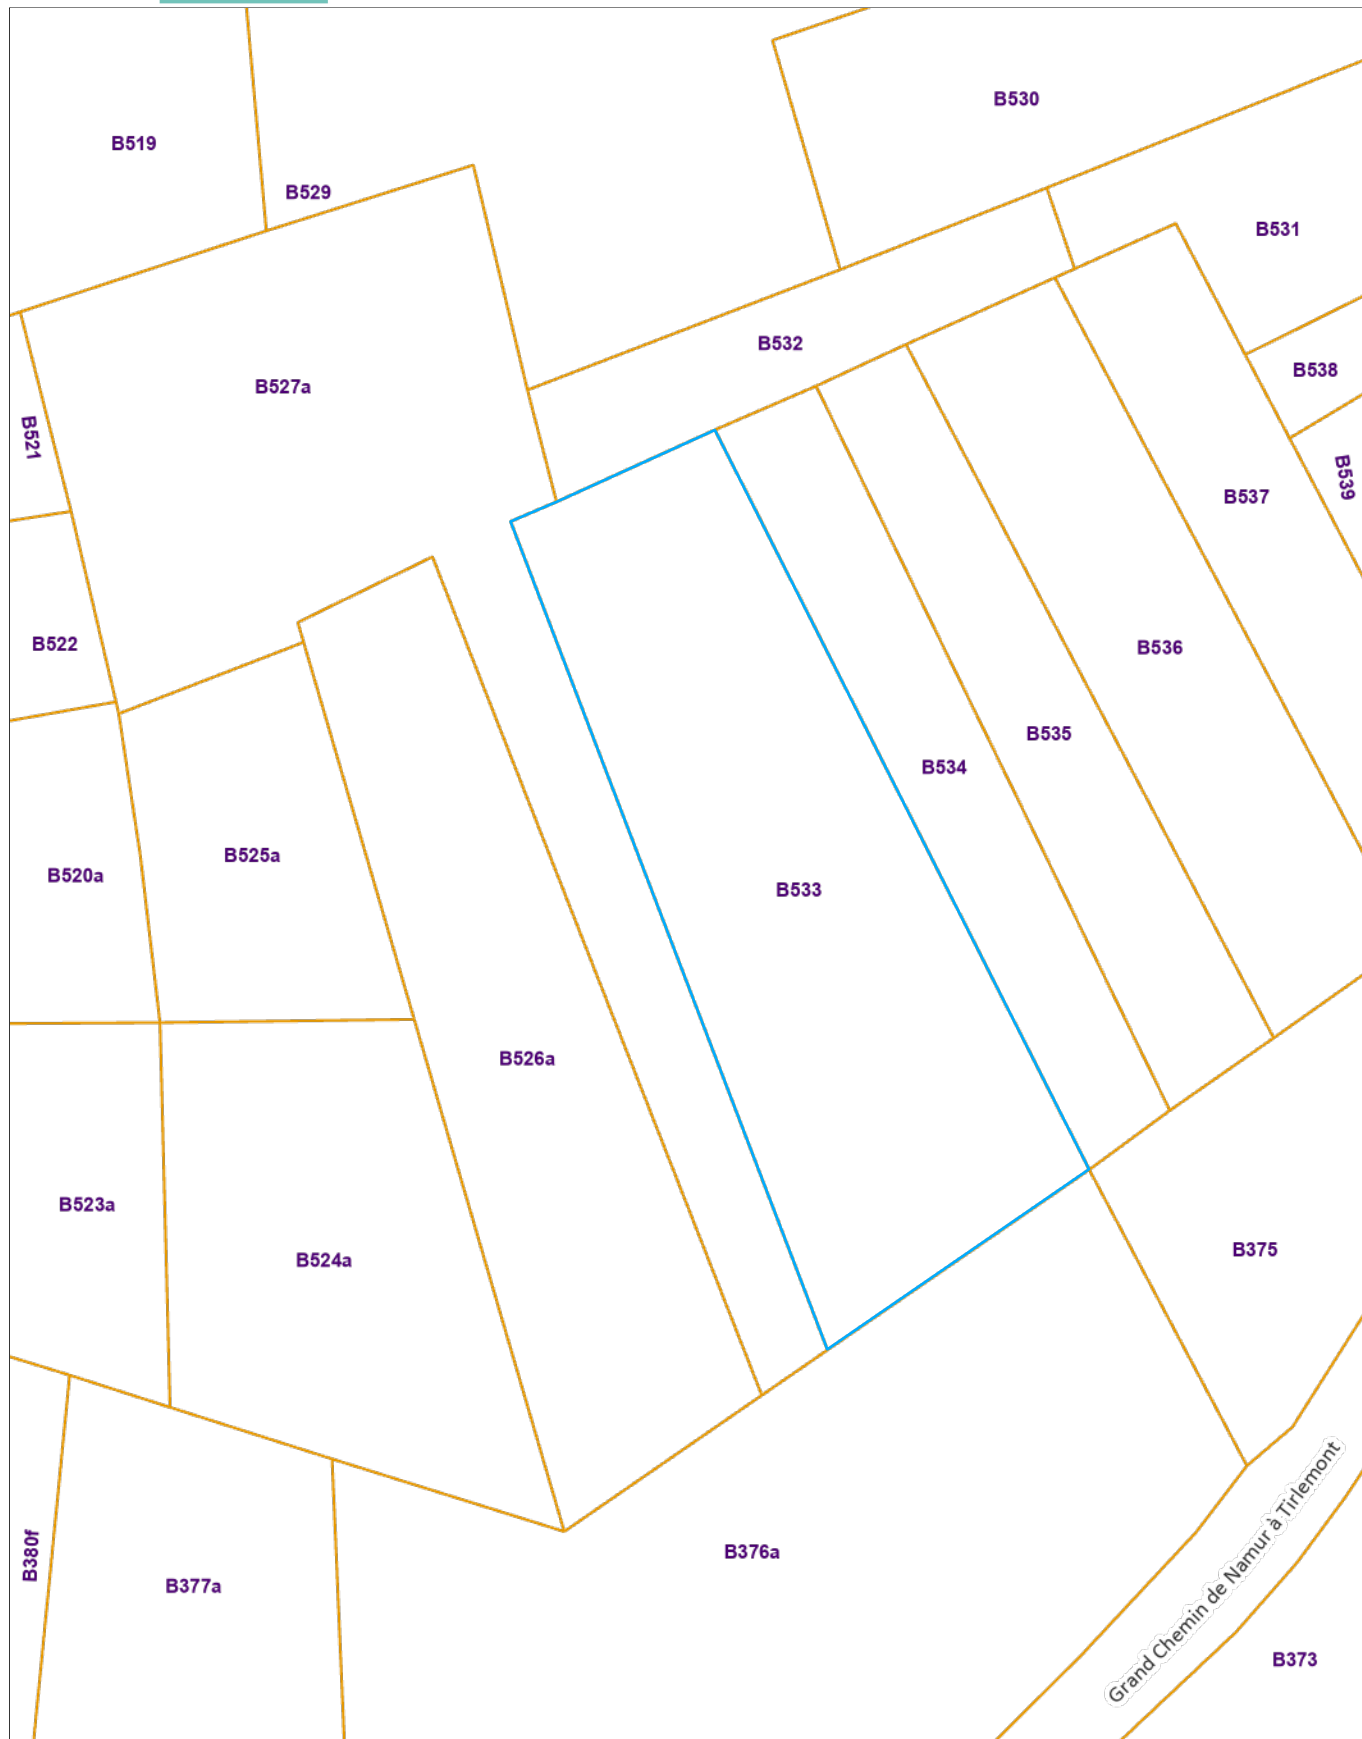 B530
B519
B529
B531
B532
B538
B527a
B521
B539
B537
B522
B536
B535
B534
B525a
B520a
B533
B526a
B523a
B375
B524a
B380f
B376a
Grand Chemin de Namur à Tirlemont
B377a
B373